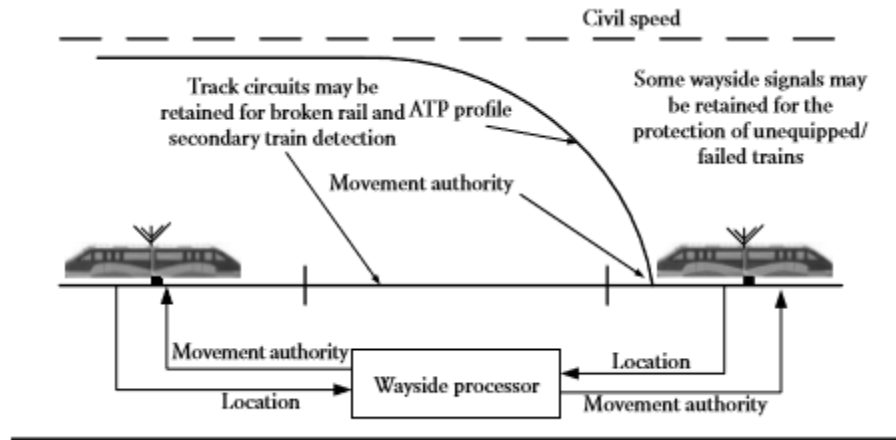 Civil speed
Track circuits may be
retained for broken rail and
secondary train detection
ATP profile
Some wayside signals may
be retained for the
protection of unequipped/
failed trains
Movement authority
Movement authority
Location
Wayside processor
Location
Movement authority